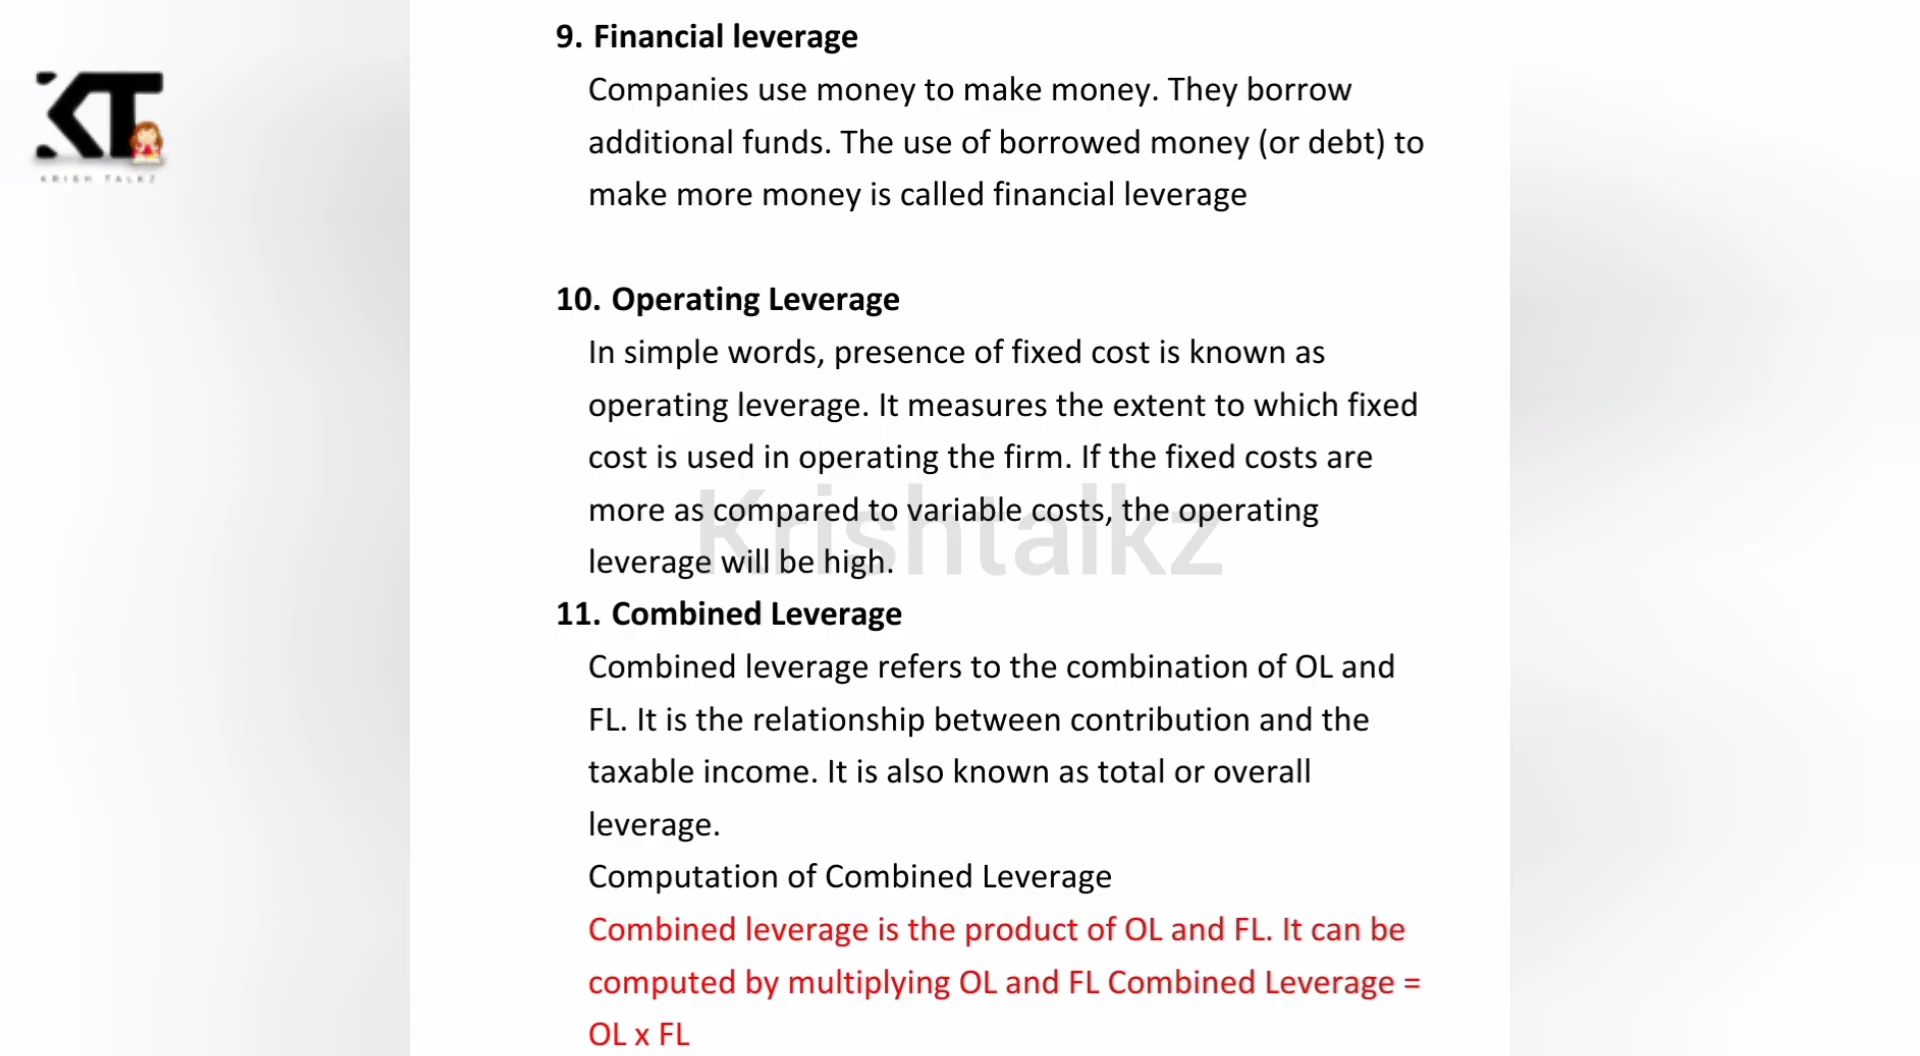 KT
KRISH TALKZ
9. Financial leverage
Companies use money to make money. They borrow
additional funds. The use of borrowed money (or debt) to
make more money is called financial leverage
10. Operating Leverage
In simple words, presence of fixed cost is known as
operating leverage. It measures the extent to which fixed
cost is used in operating the firm. If the fixed costs are
more as compared to variable costs, the operating
leverage will be high.
Krishtalkz
11. Combined Leverage
Combined leverage refers to the combination of OL and
FL. It is the relationship between contribution and the
taxable income. It is also known as total or overall
leverage.
Computation of Combined Leverage
Combined leverage is the product of OL and FL. It can be
computed by multiplying OL and FL Combined Leverage =
OL x FL